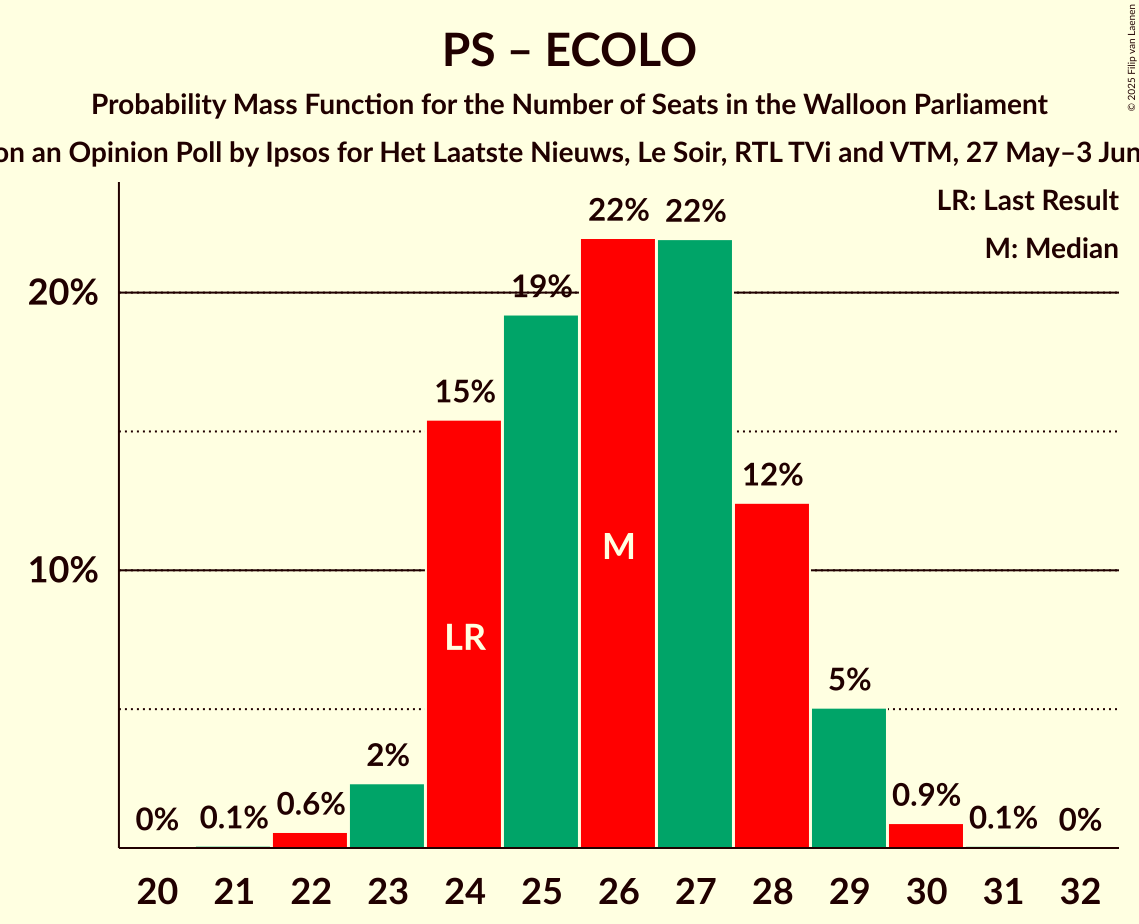 PS – ECOLO
Probability Mass Function for the Number of Seats in the Walloon Parliament
on an Opinion Poll by Ipsos for Het Laatste Nieuws, Le Soir, RTL TVi and VTM, 27 May–3 Jun
© 2025 Filip van Laenen
LR: Last Result
M: Median
20%
10%
0%
0.1%
0.6%
2%
15%
19%
22%
22%
12%
5%
0.9%
0.1%
0%
LR
M
20 21 22 23 24 25 26 27 28 29 30 31 32